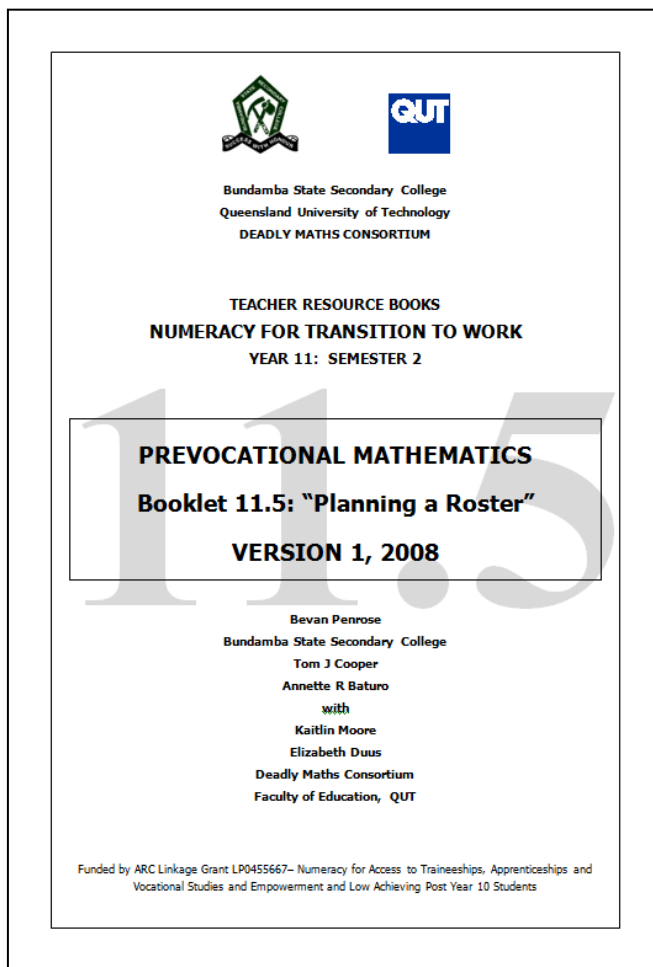 SUCCESS WITH HONOUR
QUT
Bundamba State Secondary College
Queensland University of Technology
DEADLY MATHS CONSORTIUM
TEACHER RESOURCE BOOKS
NUMERACY FOR TRANSITION TO WORK
YEAR 11: SEMESTER 2
11.5
PREVOCATIONAL MATHEMATICS
Booklet 11.5: “Planning a Roster”
VERSION 1, 2008
Bevan Penrose
Bundamba State Secondary College
Tom J Cooper
Annette R Baturo
with
Kaitlin Moore
Elizabeth Duus
Deadly Maths Consortium
Faculty of Education, QUT
Funded by ARC Linkage Grant LP0455667– Numeracy for Access to Traineeships, Apprenticeships and
Vocational Studies and Empowerment and Low Achieving Post Year 10 Students